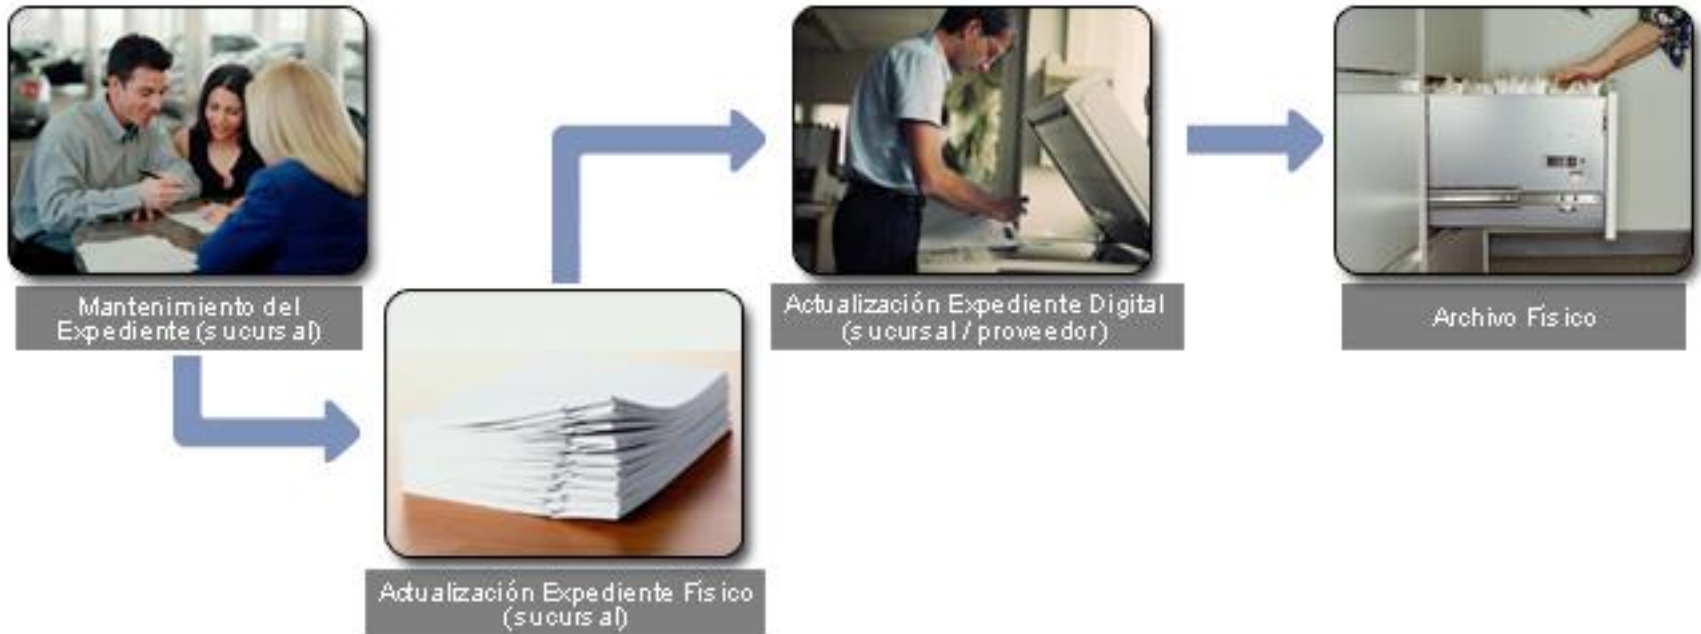 Mantenimiento del
Expediente (sucursal)
Actualización Expediente Físico
(sucursal)
Actualización Expediente Digital
(sucursal / proveedor)
Archivo Físico